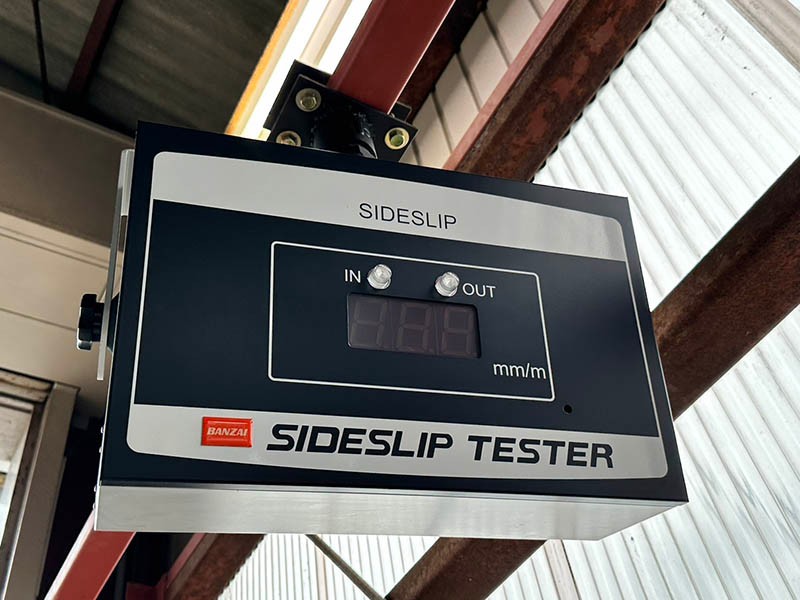 SIDESLIP
IN OUT
mm/m
BANZAI
SIDESLIP TESTER